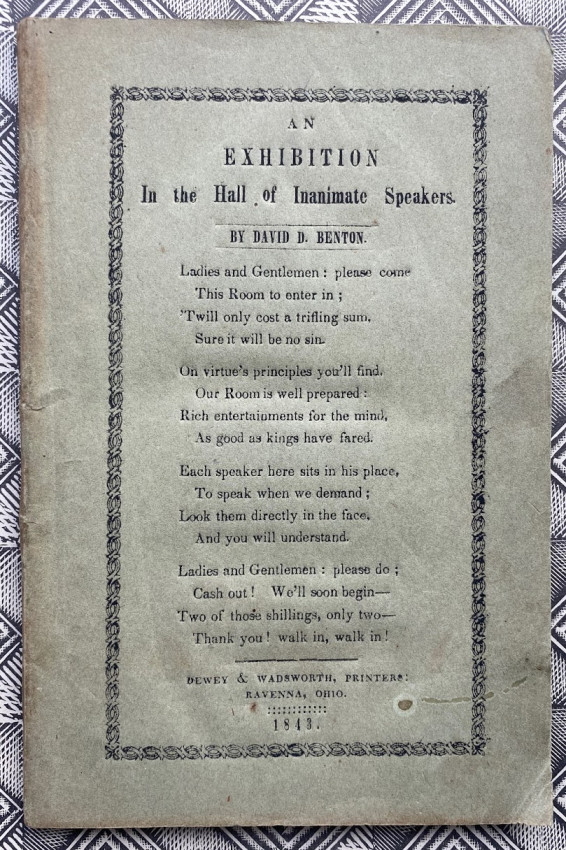 AN
EXHIBITION
In the Hall of Inanimate Speakers.
BY DAVID D. BENTON.
Ladies and Gentlemen : please come
This Room to enter in ;
'Twill only cost a trifling sum,
Sure it will be no sin.
On virtue's principles you'll find,
Our Room is well prepared :
Rich entertainments for the mind,
As good as kings have fared.
Each speaker here sits in his place,
To speak when we demand ;
Look them directly in the face,
And you will understand.
Ladies and Gentlemen : please do ;
Cash out! We'll soon begin—
Two of those shillings, only two—
Thank you! walk in, walk in!
DEWEY & WADSWORTH, PRINTERS:
RAVENNA, OHIO.
1843.